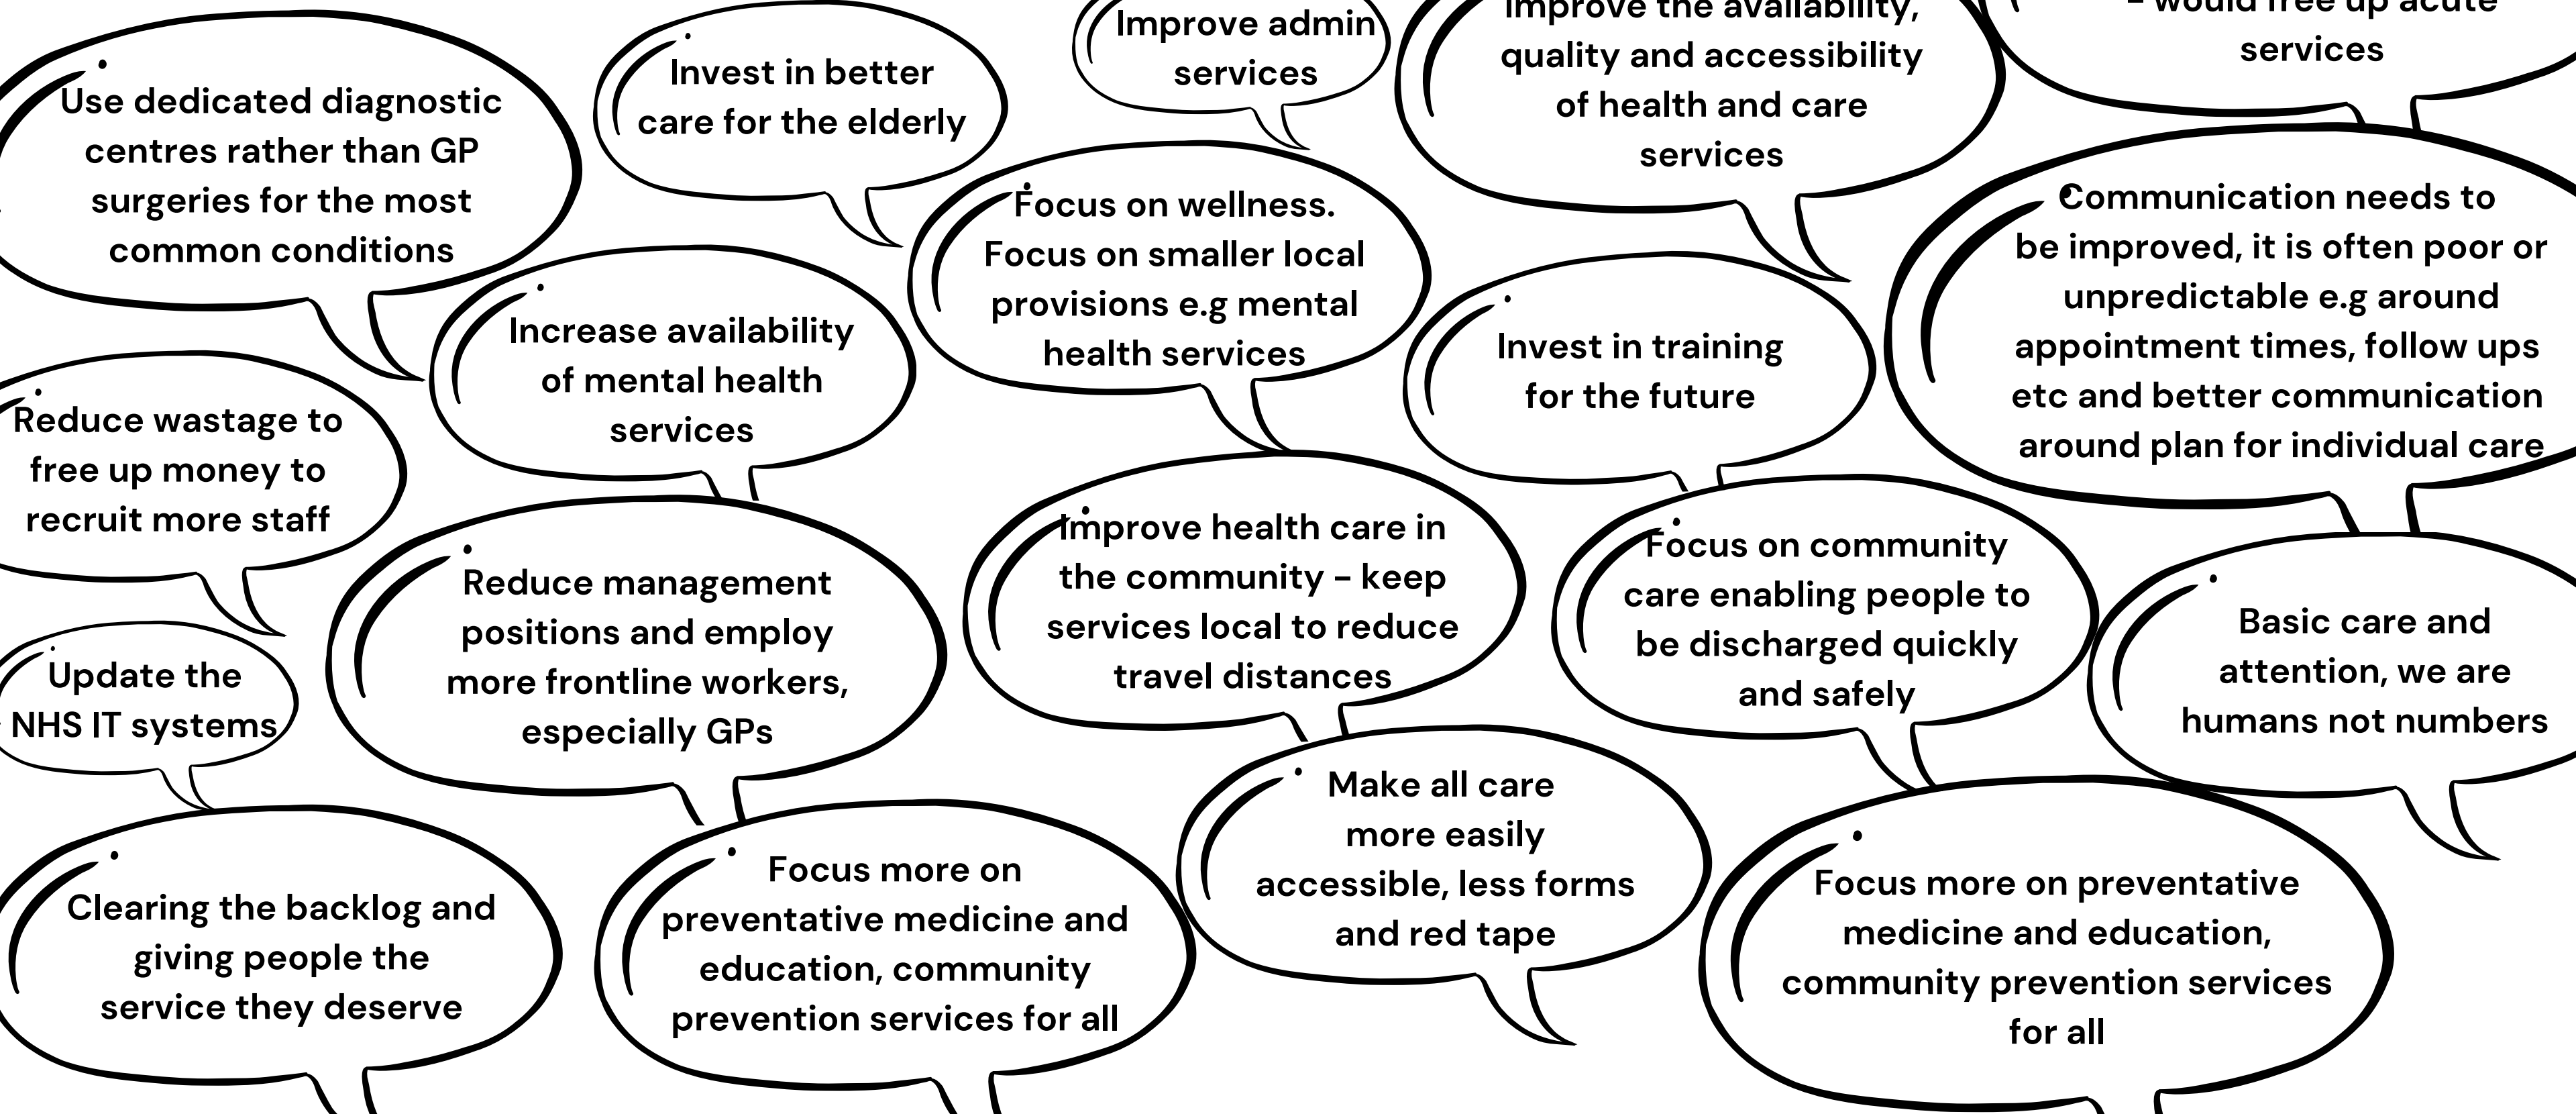 Use dedicated diagnostic
centres rather than GP
surgeries for the most
common conditions
Invest in better
care for the elderly
Improve admin
services
Improve the availability,
quality and accessibility
of health and care
services
- would free up acute
services
Focus on wellness.
Focus on smaller local
provisions e.g mental
health services
Communication needs to
be improved, it is often poor or
unpredictable e.g around
appointment times, follow ups
etc and better communication
around plan for individual care
Increase availability
of mental health
services
Invest in training
for the future
Reduce wastage to
free up money to
recruit more staff
Reduce management
positions and employ
more frontline workers,
especially GPs
Improve health care in
the community – keep
services local to reduce
travel distances
Focus on community
care enabling people to
be discharged quickly
and safely
Basic care and
attention, we are
humans not numbers
Update the
NHS IT systems
Clearing the backlog and
giving people the
service they deserve
Focus more on
preventative medicine and
education, community
prevention services for all
Make all care
more easily
accessible, less forms
and red tape
Focus more on preventative
medicine and education,
community prevention services
for all